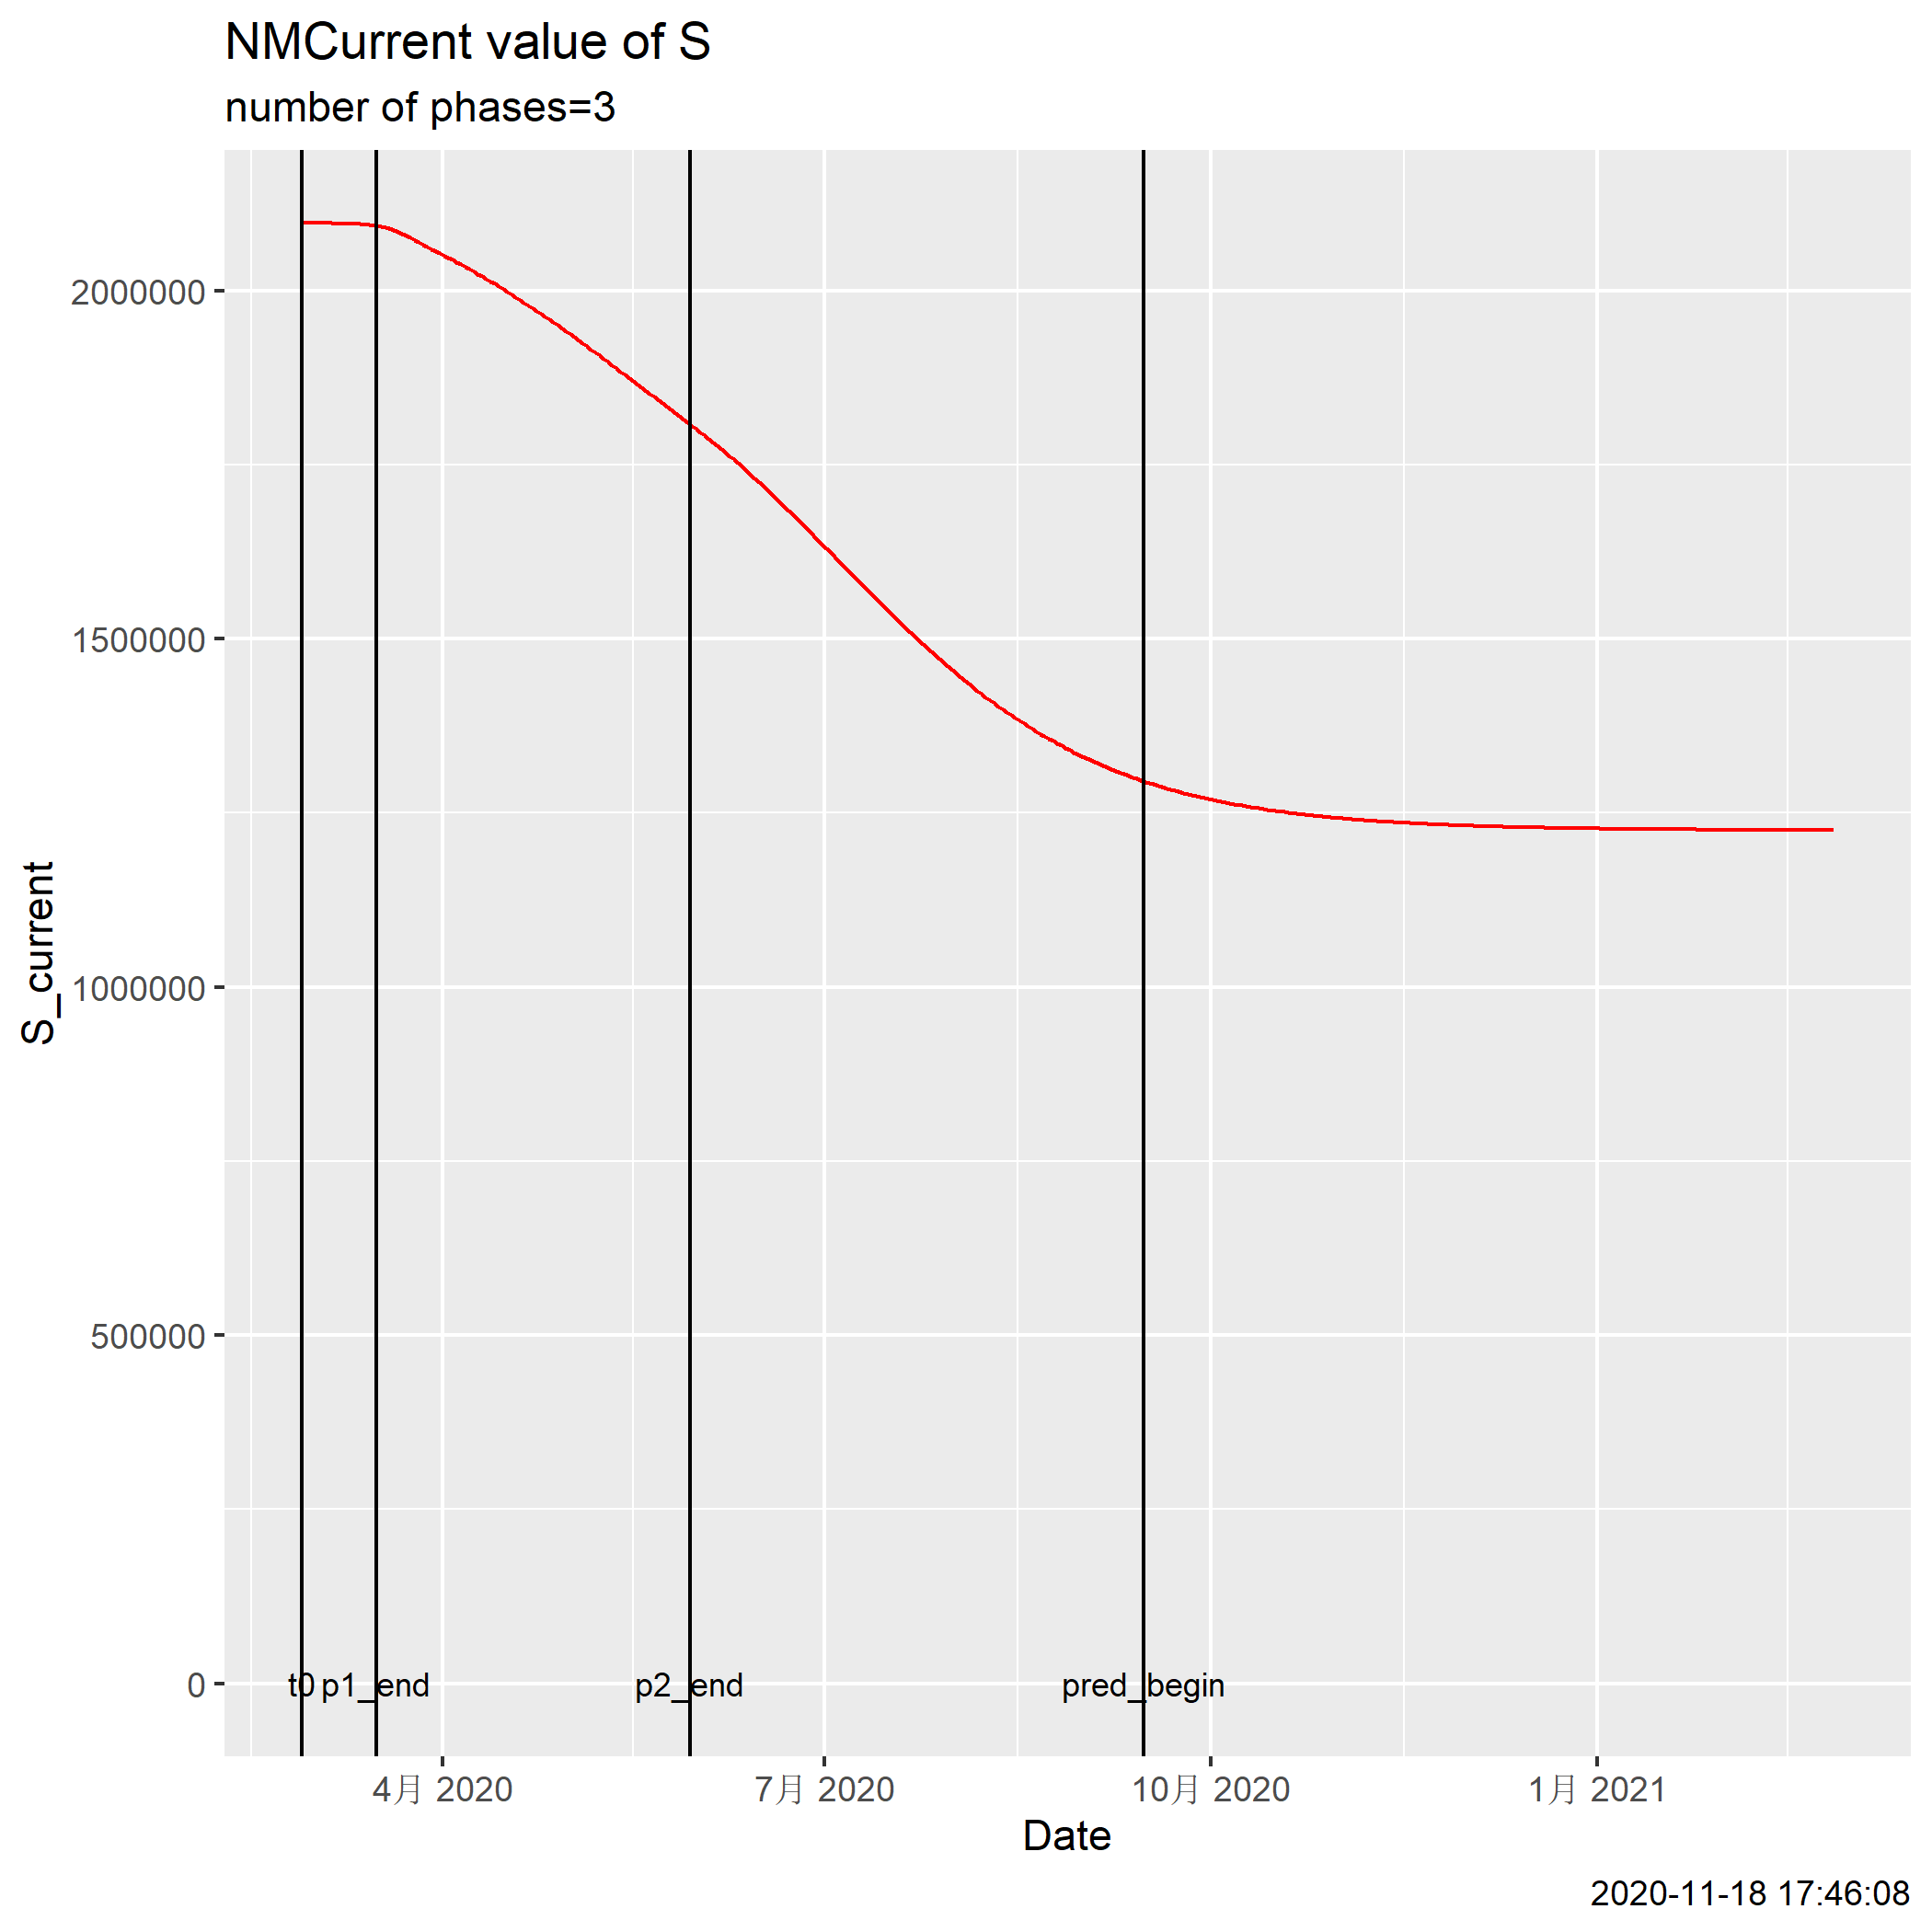 NMCurrent value of S
number of phases=3
S_current
2000000
1500000
1000000
500000
0
t0 p1_end p2_end pred_begin
4月 2020 7月 2020 10月 2020 1月 2021
Date
2020-11-18 17:46:08